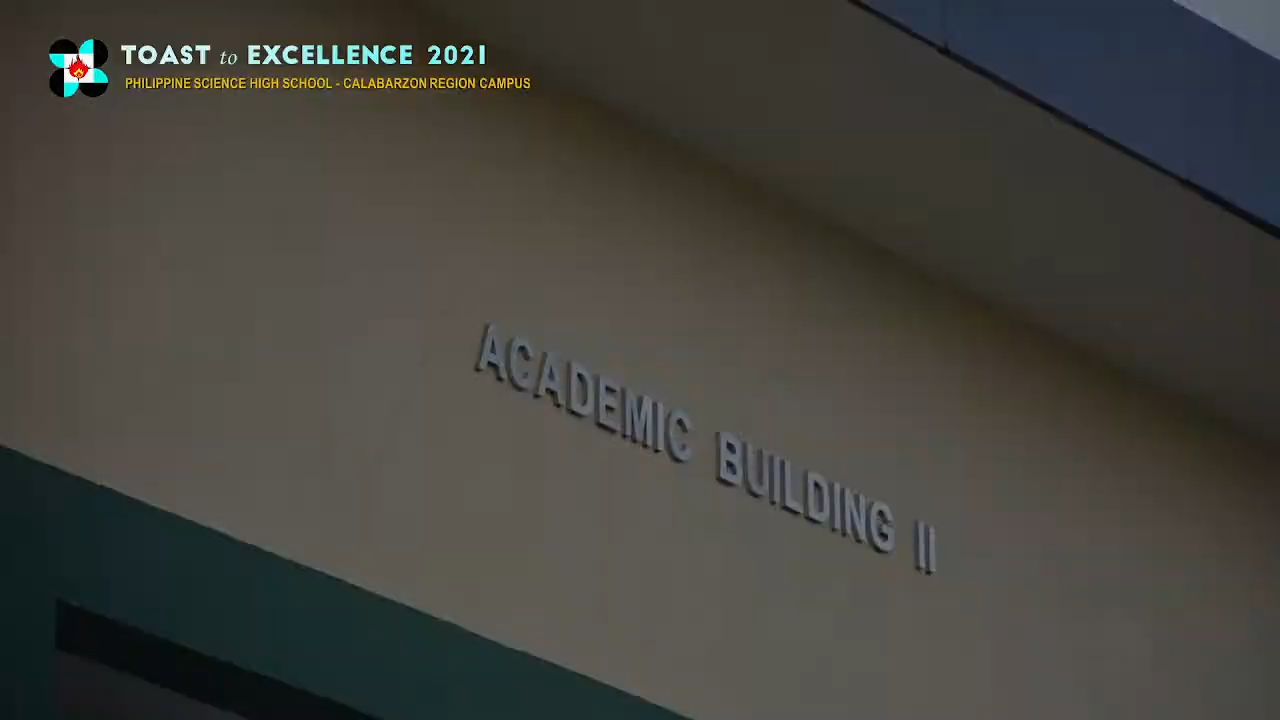 TOAST to EXCELLENCE 2021
PHILIPPINE SCIENCE HIGH SCHOOL - CALABARZON REGION CAMPUS
ACADEMIC BUILDING II